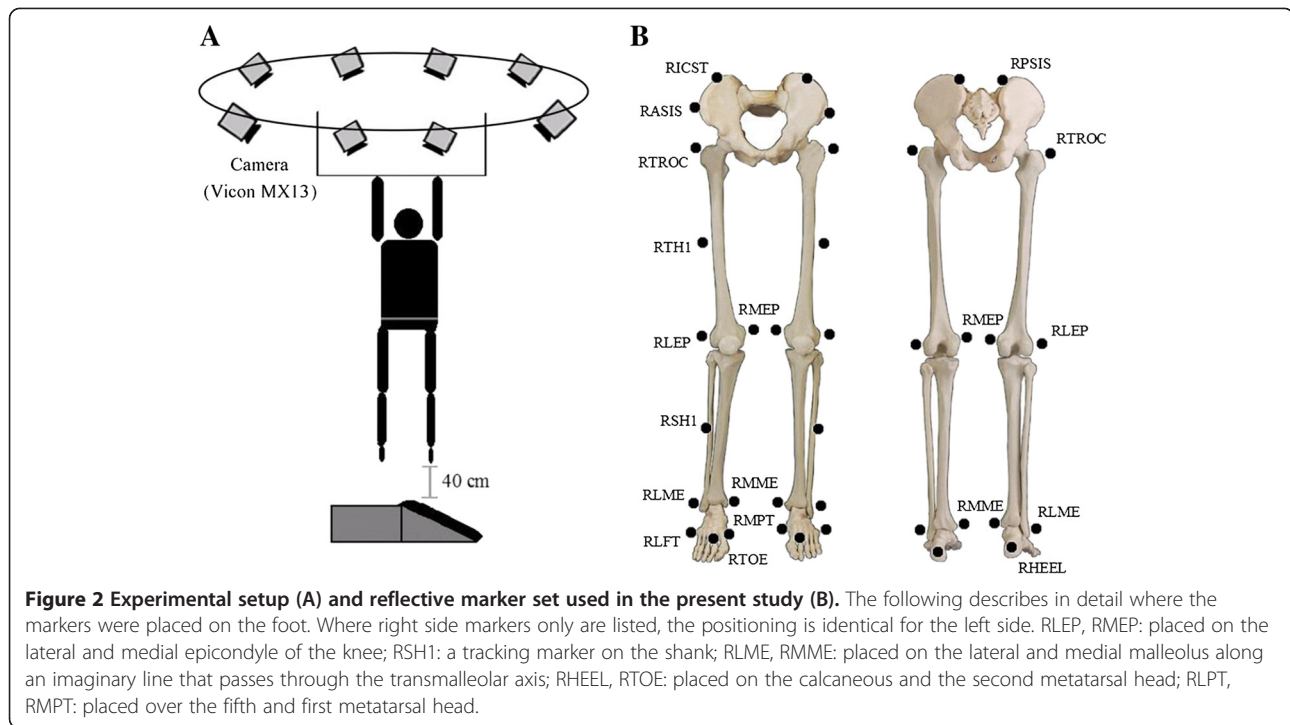 A
Camera
(Vicon MX13)
40 cm
B
RICST
RPSIS
RASIS
RTROC
RTROC
RTH1
RMEP
RMEP
RLEP
RLEP
RSH1
RLME
RMME
RMME
RLME
RMPT
RLFT
RTOE
RHEEL
Figure 2 Experimental setup (A) and reflective marker set used in the present study (B). The following describes in detail where the
markers were placed on the foot. Where right side markers only are listed, the positioning is identical for the left side. RLEP, RMEP: placed on the
lateral and medial epicondyle of the knee; RSH1: a tracking marker on the shank; RLME, RMME: placed on the lateral and medial malleolus along
an imaginary line that passes through the transmalleolar axis; RHEEL, RTOE: placed on the calcaneous and the second metatarsal head; RLPT,
RMPT: placed over the fifth and first metatarsal head.